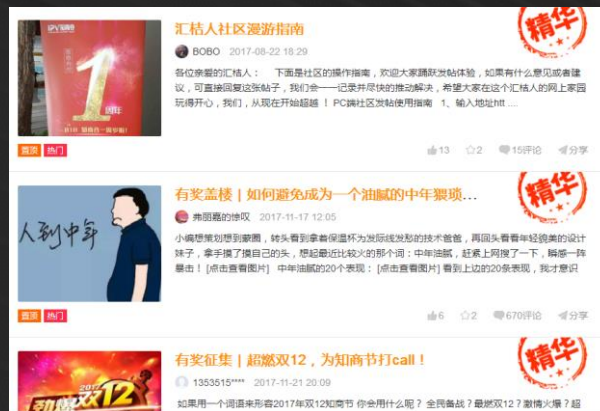 汇桔人社区漫游指南
精华
BOBO 2017-08-22 18:29
各位亲爱的汇桔人： 下面是社区的操作指南，欢迎大家踊跃发帖体验，如果有什么意见或者建
议，可直接回复这张帖子，我们会一一记录并尽快的推动解决，希望大家在这个汇桔人的网上家园
玩得开心，我们，从现在开始超越 ！ PC端社区发帖使用指南 1、输入地址htt ....
1
周年
置顶 热门
13 2 15评论 分享
有奖盖楼 | 如何避免成为一个油腻的中年猥琐...
精华
弗丽嘉的惊叹 2017-11-17 12:05
小编想策划想到蒙圈，转头看到拿着保温杯为发际线发愁的技术爸爸，再回头看看年轻貌美的设计
妹子，拿手摸了摸自己的头，想起最近比较火的那个词：中年油腻，赶紧上网搜了一下，瞬感一阵
暴击！ [点击查看图片] 中年油腻的20个表现： [点击查看图片] 看到上边的20条表现，我才意识
人到中年
置顶 热门
6 2 670评论 分享
有奖征集 | 超燃双12，为知商节打call！
精华
1353515**** 2017-11-21 20:09
如果用一个词语来形容2017年双12知商节 你会用什么呢？ 全民备战？最燃双12？激情火爆？超
2017
劲爆双12